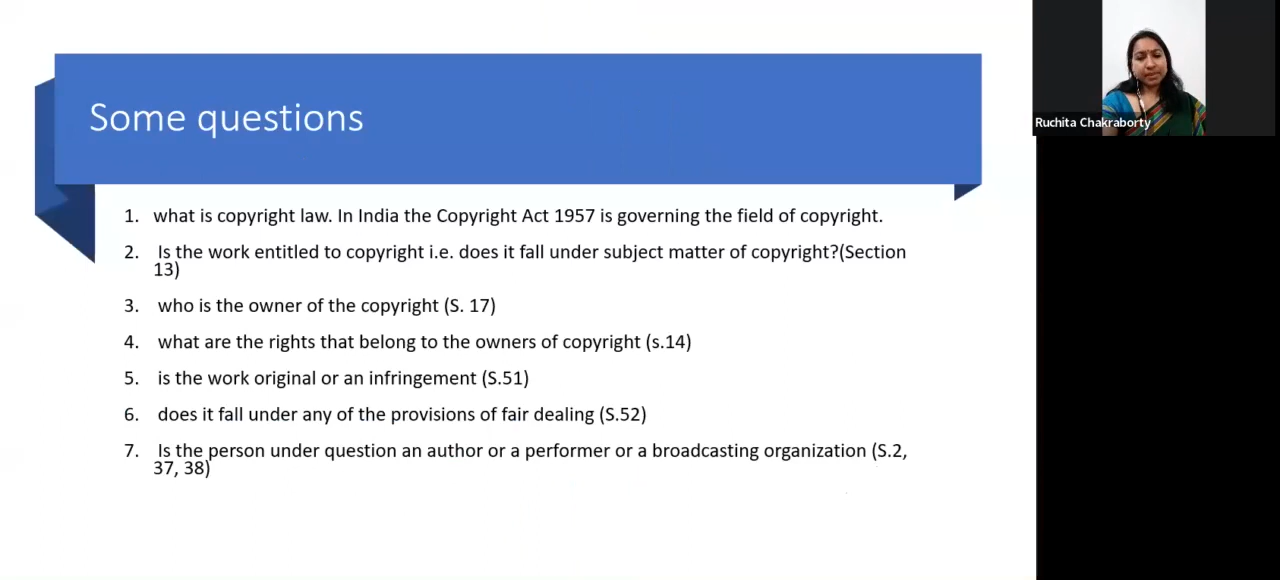 Some questions
1. what is copyright law. In India the Copyright Act 1957 is governing the field of copyright.
2. Is the work entitled to copyright i.e. does it fall under subject matter of copyright?(Section
13)
3. who is the owner of the copyright (S. 17)
4. what are the rights that belong to the owners of copyright (s.14)
5. is the work original or an infringement (S.51)
6. does it fall under any of the provisions of fair dealing (S.52)
7. Is the person under question an author or a performer or a broadcasting organization (S.2,
37, 38)
Ruchita Chakraborty